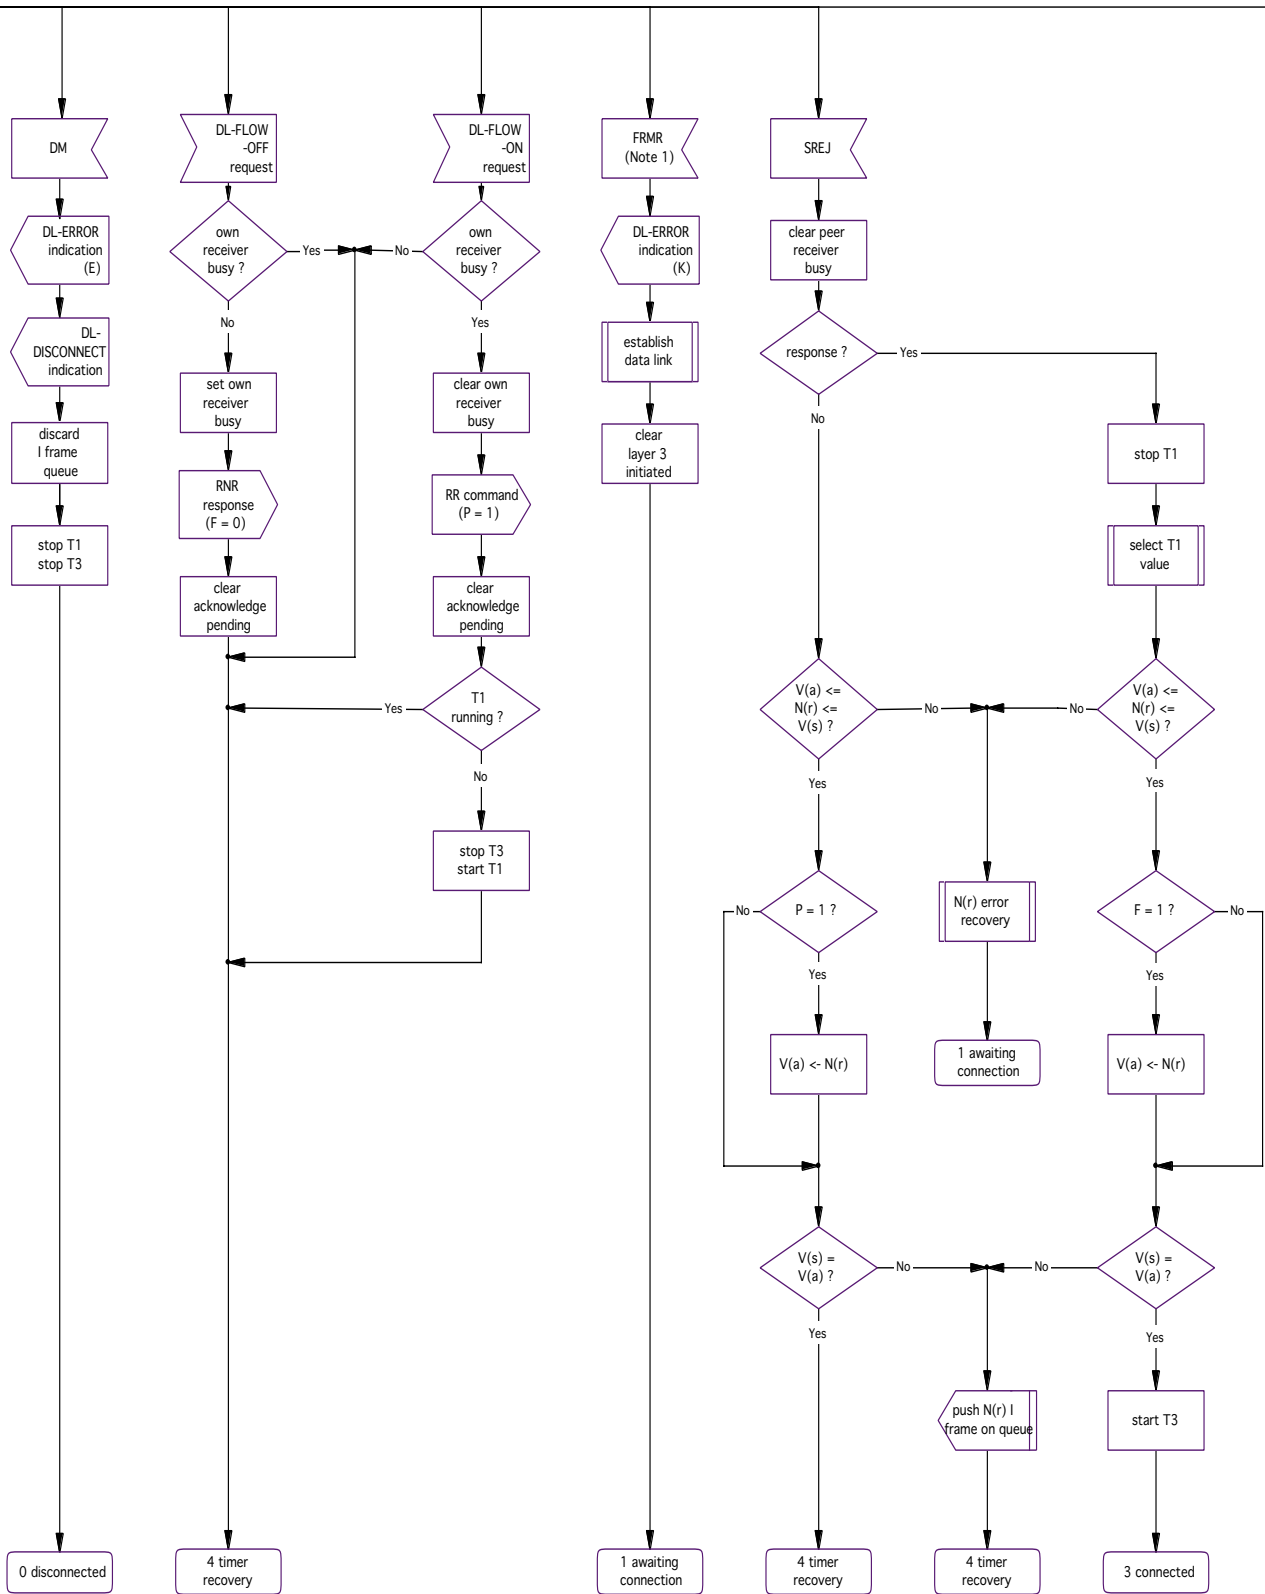 DM
DL-ERROR
indication
(E)
DL-
DISCONNECT
indication
discard
I frame
queue
stop T1
stop T3
0 disconnected
DL-FLOW
-OFF
request
own
receiver
busy ?
Yes
No
set own
receiver
busy
RNR
response
(F = 0)
clear
acknowledge
pending
4 timer
recovery
DL-FLOW
-ON
request
own
receiver
busy ?
No
Yes
clear own
receiver
busy
RR command
(P = 1)
clear
acknowledge
pending
T1
running ?
Yes
No
stop T3
start T1
FRMR
(Note 1)
DL-ERROR
indication
(K)
establish
data link
clear
layer 3
initiated
1 awaiting
connection
SREJ
clear peer
receiver
busy
response ?
Yes
No
V(a) <=
N(r) <=
V(s) ?
No
Yes
P = 1 ?
No
Yes
V(a) <- N(r)
V(s) =
V(a) ?
No
Yes
4 timer
recovery
N(r) error
recovery
1 awaiting
connection
push N(r) I
frame on queue
4 timer
recovery
stop T1
select T1
value
V(a) <=
N(r) <=
V(s) ?
No
Yes
F = 1 ?
No
Yes
V(a) <- N(r)
V(s) =
V(a) ?
No
Yes
start T3
3 connected